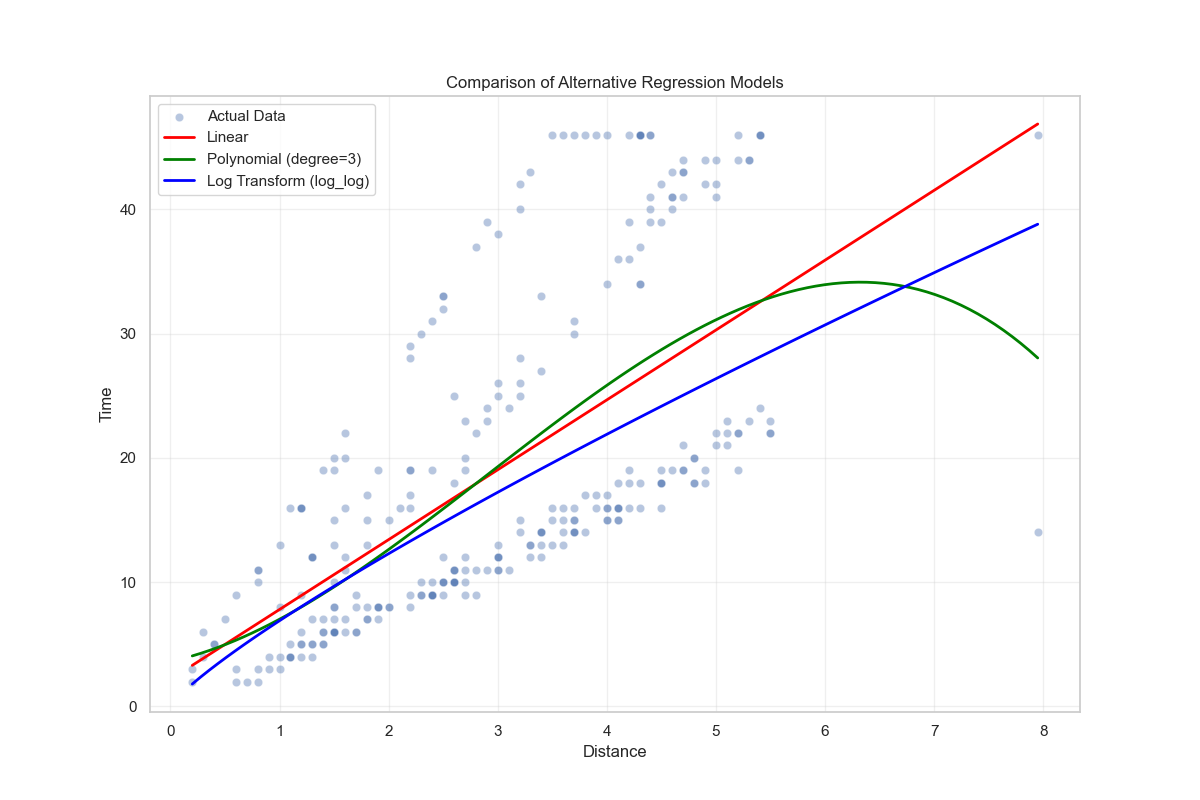 Comparison of Alternative Regression Models
Actual Data
Linear
Polynomial (degree=3)
Log Transform (log_log)
Time
40
30
20
10
0
0 1 2 3 4 5 6 7 8
Distance